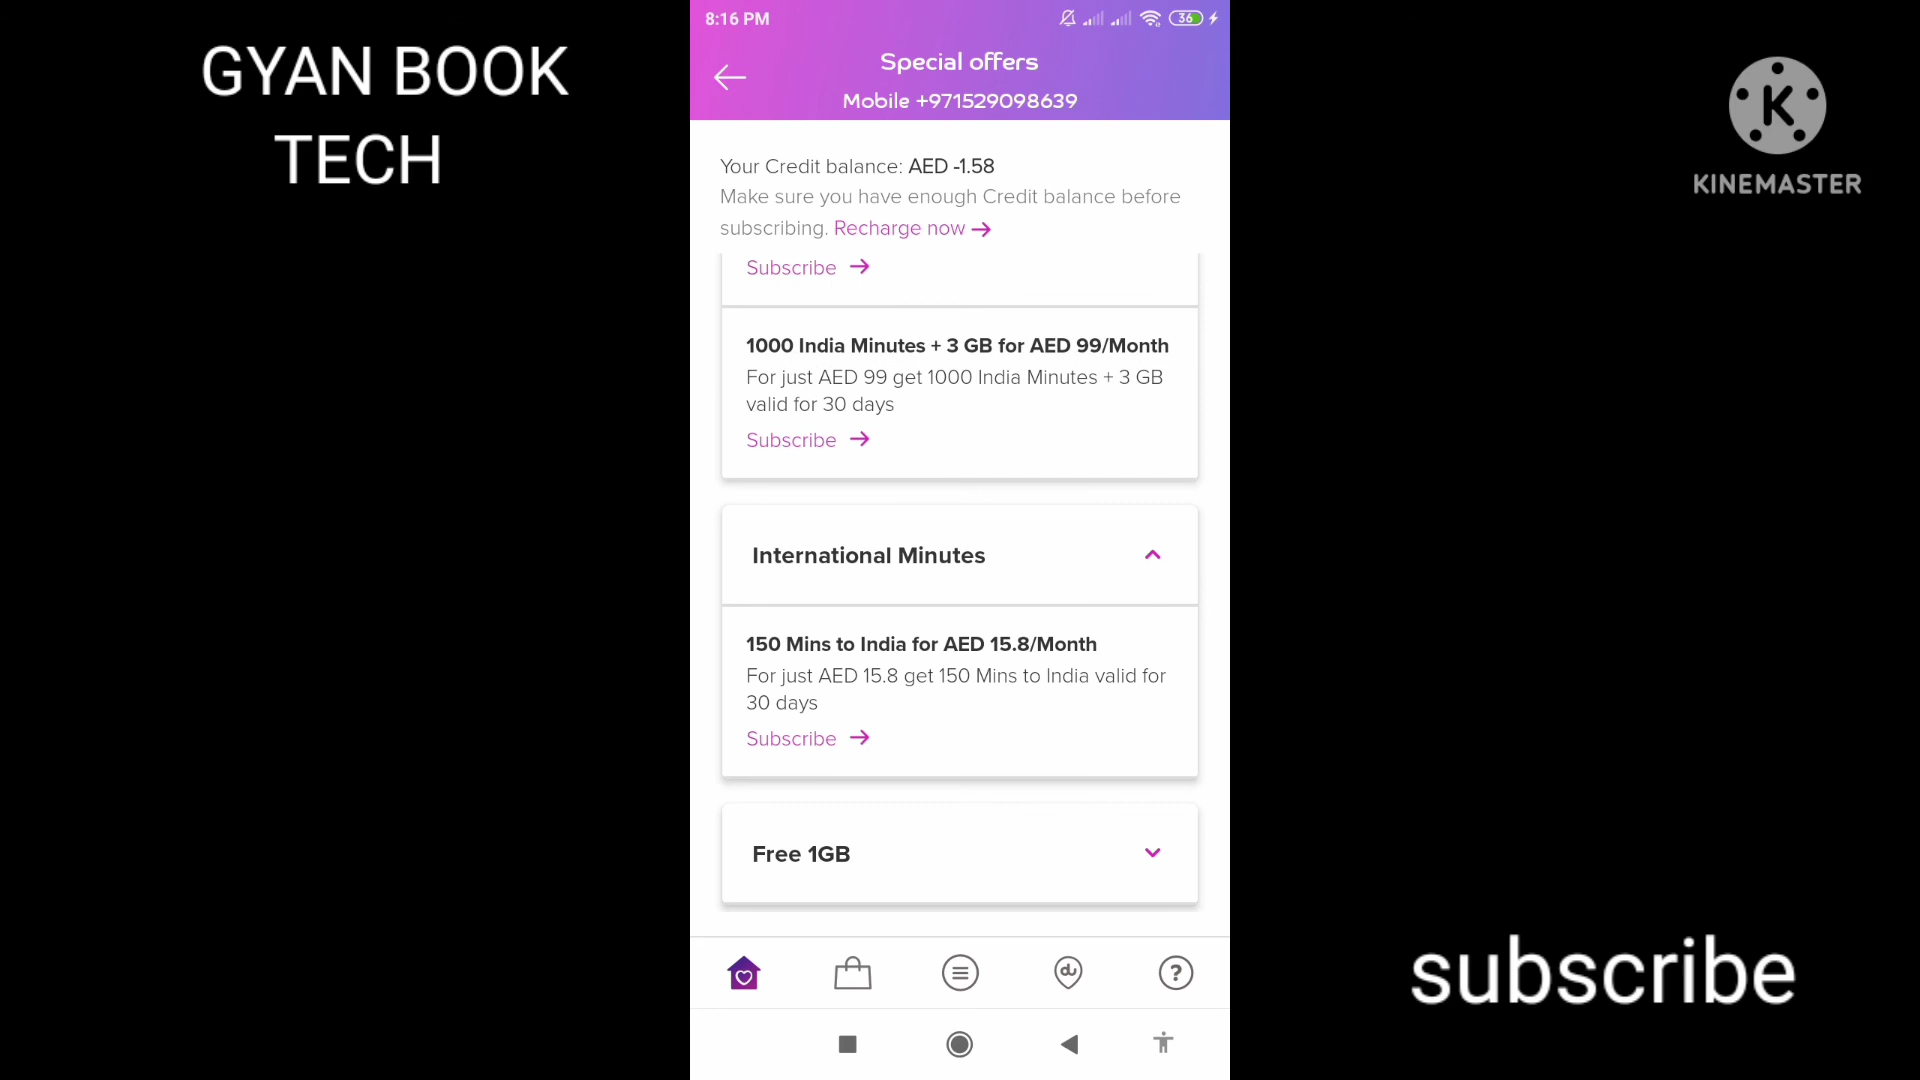 GYAN BOOK
TECH
8:16 PM
36
Special offers
Mobile +971529098639
K
KINEMASTER
Your Credit balance: AED -1.58
Make sure you have enough Credit balance before
subscribing. Recharge now →
Subscribe →
1000 India Minutes + 3 GB for AED 99/Month
For just AED 99 get 1000 India Minutes + 3 GB
valid for 30 days
Subscribe →
International Minutes
150 Mins to India for AED 15.8/Month
For just AED 15.8 get 150 Mins to India valid for
30 days
Subscribe →
Free 1GB
du
?
subscribe